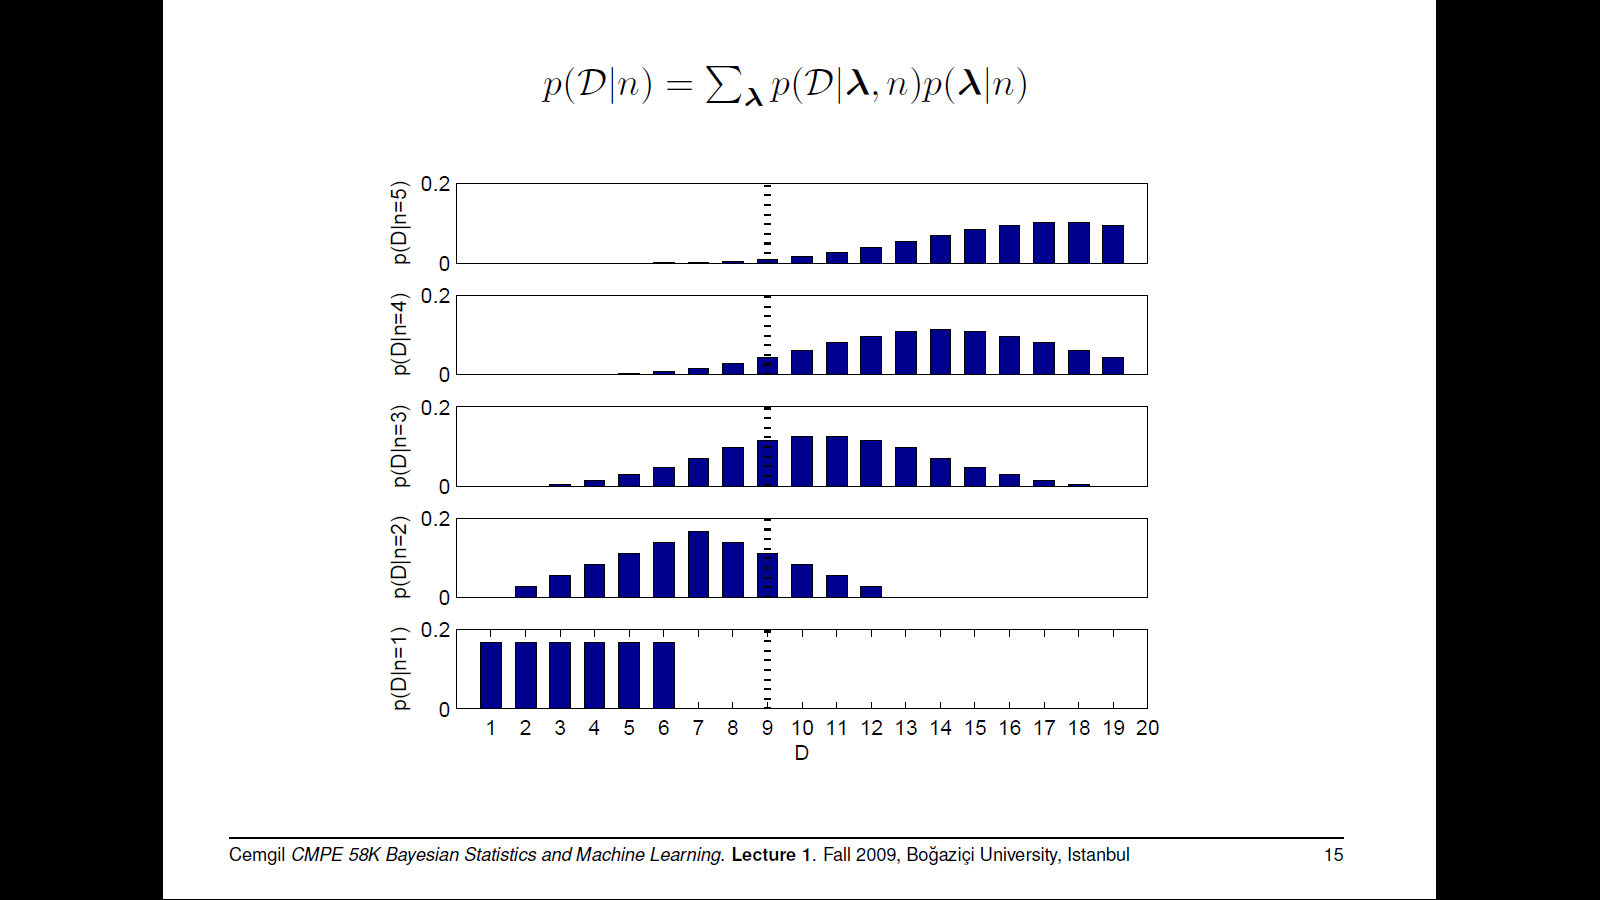 p(𝒟|n) = ∑_λ p(𝒟|λ, n)p(λ|n)
p(D|n=5)
0.2
0
p(D|n=4)
0.2
0
p(D|n=3)
0.2
0
p(D|n=2)
0.2
0
p(D|n=1)
0.2
0
1 2 3 4 5 6 7 8 9 10 11 12 13 14 15 16 17 18 19 20
D
Cemgil CMPE 58K Bayesian Statistics and Machine Learning. Lecture 1. Fall 2009, Boğaziçi University, Istanbul 15